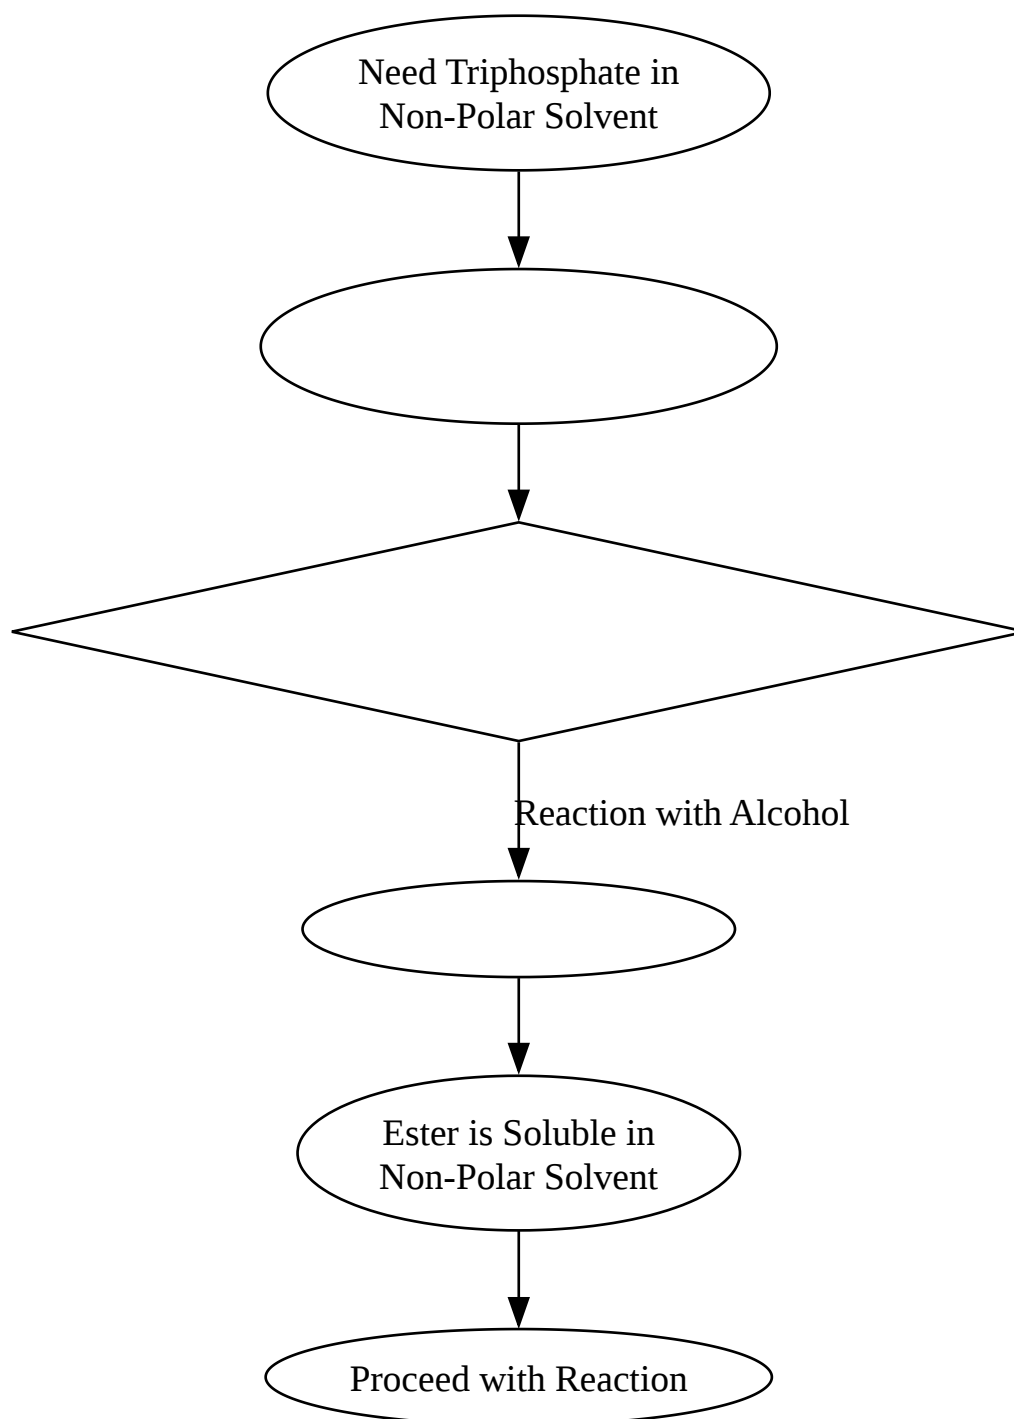 Need Triphosphate in
Non-Polar Solvent
Reaction with Alcohol
Ester is Soluble in
Non-Polar Solvent
Proceed with Reaction